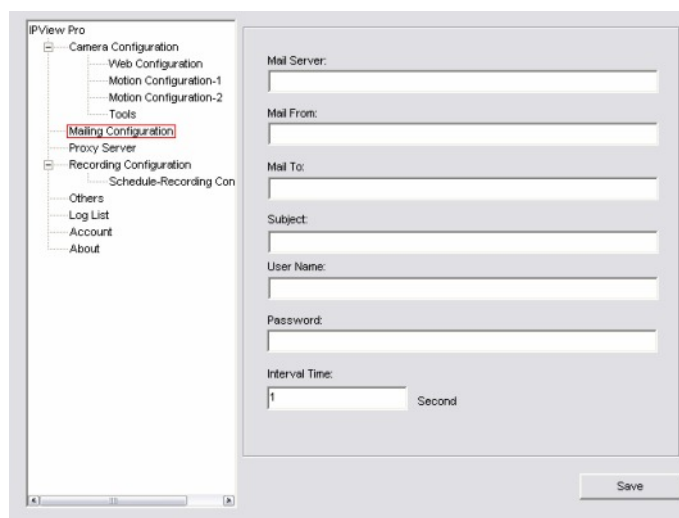 IPView Pro
Camera Configuration
Web Configuration
Motion Configuration-1
Motion Configuration-2
Tools
Mailing Configuration
Proxy Server
Recording Configuration
Schedule-Recording Con
Others
Log List
Account
About
Mail Server:
Mail From:
Mail To:
Subject:
User Name:
Password:
Interval Time:
1 Second
Save